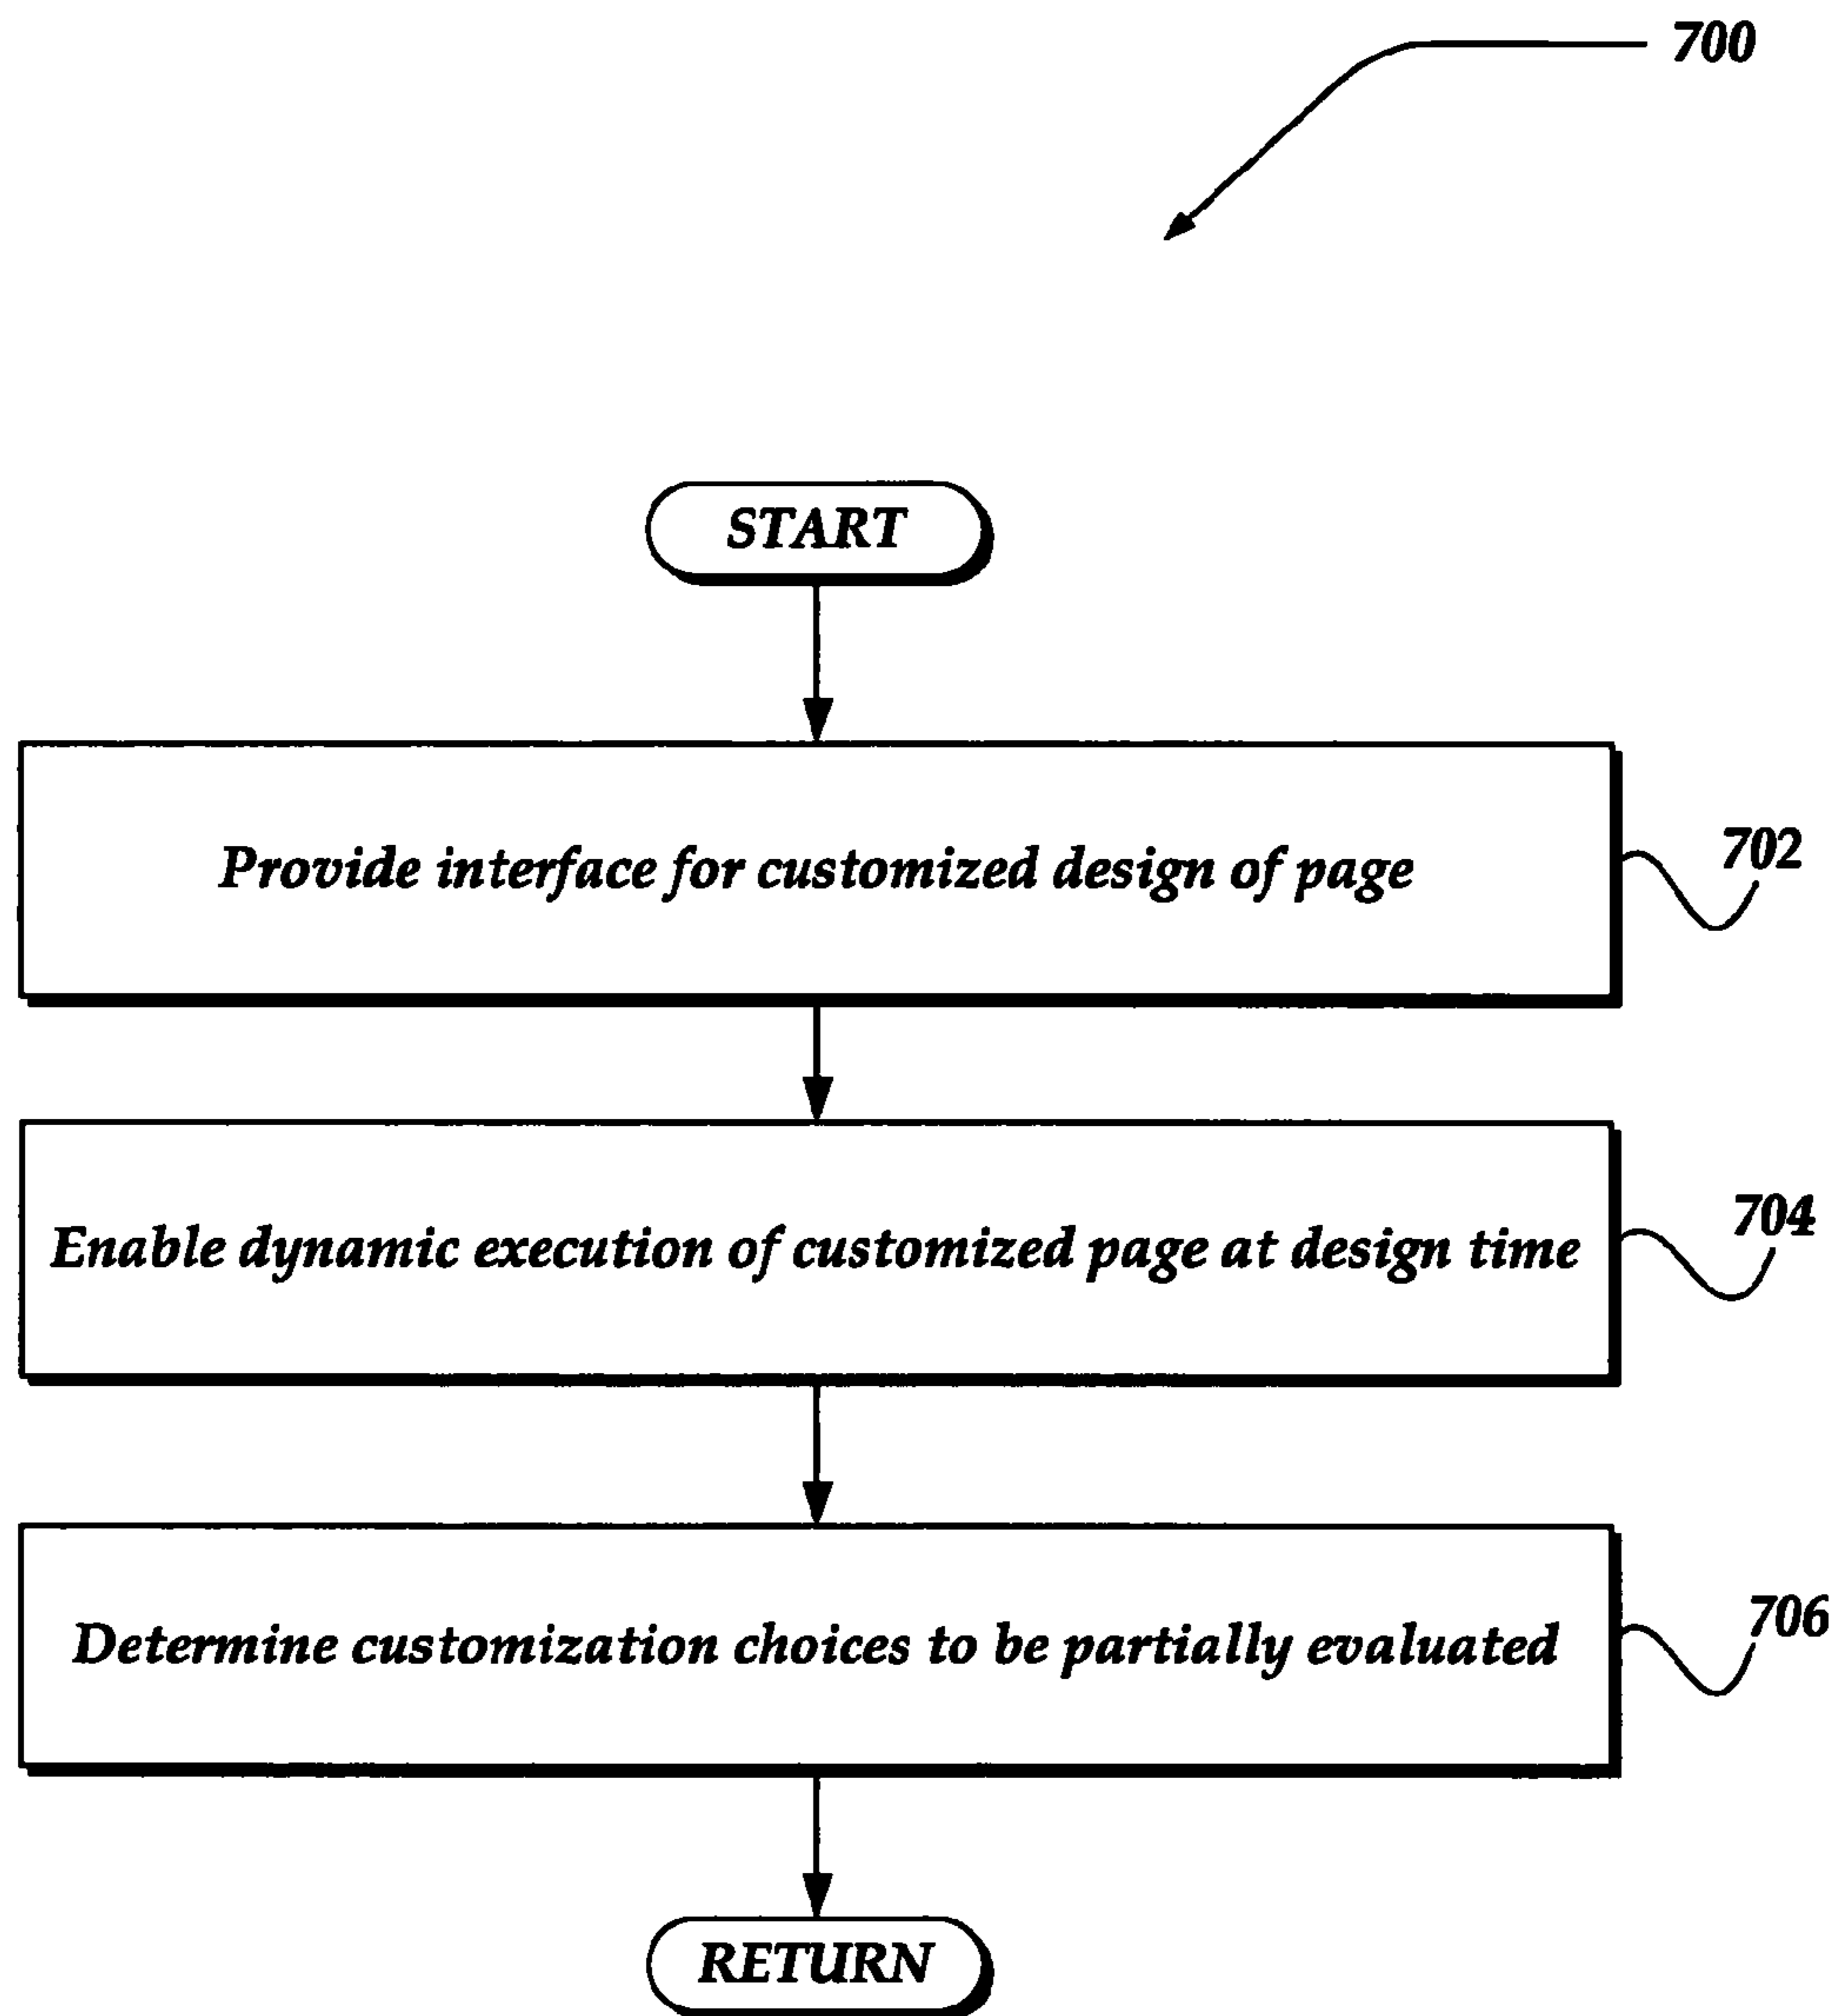 700
START
Provide interface for customized design of page
702
Enable dynamic execution of customized page at design time
704
Determine customization choices to be partially evaluated
706
RETURN